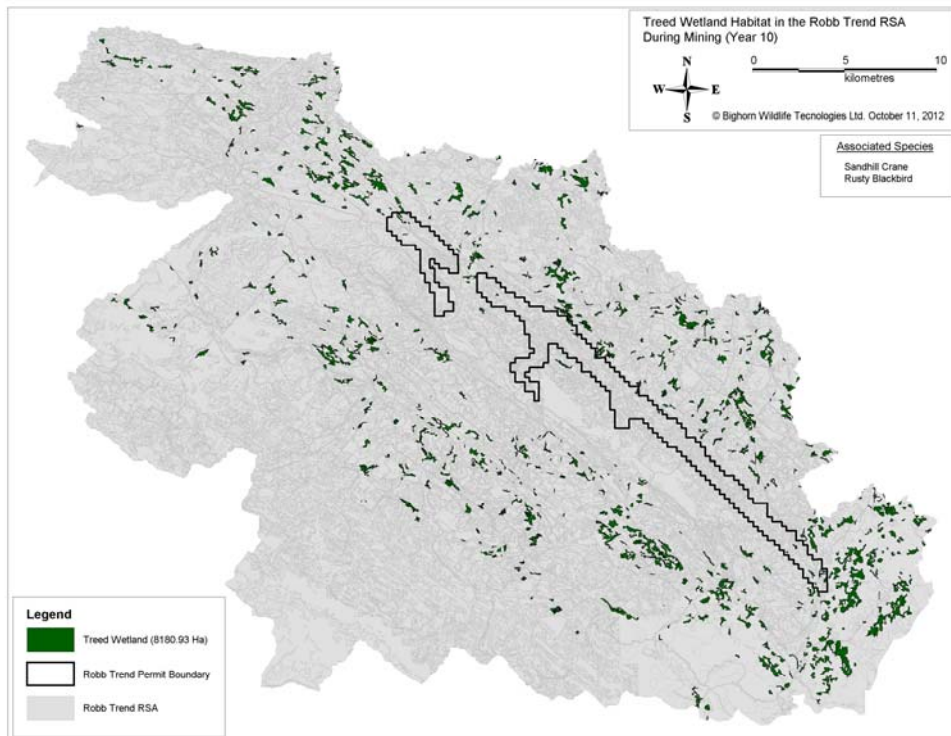 Treed Wetland Habitat in the Robb Trend RSA
During Mining (Year 10)
N
W E
S
0 5 10
kilometres
© Bighorn Wildlife Tecnologies Ltd. October 11, 2012
Associated Species
Sandhill Crane
Rusty Blackbird
Legend
Treed Wetland (8180.93 Ha)
Robb Trend Permit Boundary
Robb Trend RSA